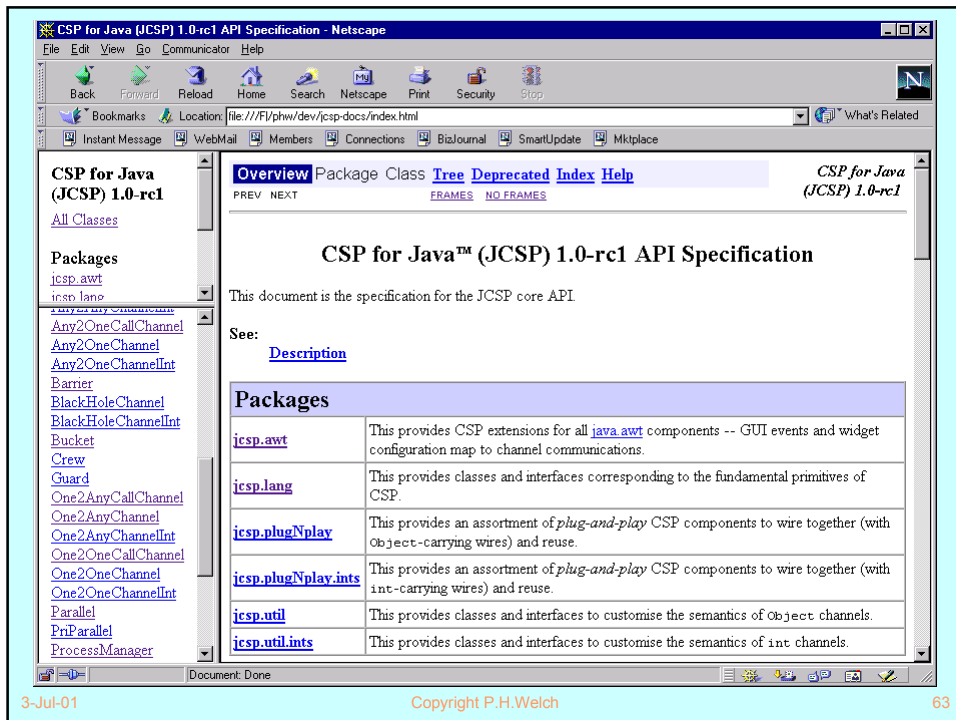 CSP for Java (JCSP) 1.0-rc1 API Specification - Netscape
File Edit View Go Communicator Help
Back Forward Reload Home Search Netscape Print Security Stop
Bookmarks Location: file:///F|/phw/dev/jcsp-docs/index.html What's Related
Instant Message WebMail Members Connections BizJournal SmartUpdate Mktplace
CSP for Java
(JCSP) 1.0-rc1
All Classes
Packages
jcsp.awt
jcsp.lang
Any2AnyChannelInt
Any2OneCallChannel
Any2OneChannel
Any2OneChannelInt
Barrier
BlackHoleChannel
BlackHoleChannelInt
Bucket
Crew
Guard
One2AnyCallChannel
One2AnyChannel
One2AnyChannelInt
One2OneCallChannel
One2OneChannel
One2OneChannelInt
Parallel
PriParallel
ProcessManager
Overview Package Class Tree Deprecated Index Help
PREV NEXT FRAMES NO FRAMES
CSP for Java
(JCSP) 1.0-rc1
CSP for Java™ (JCSP) 1.0-rc1 API Specification
This document is the specification for the JCSP core API.
See:
Description
Packages
jcsp.awt This provides CSP extensions for all java.awt components -- GUI events and widget
configuration map to channel communications.
jcsp.lang This provides classes and interfaces corresponding to the fundamental primitives of
CSP.
jcsp.plugNplay This provides an assortment of plug-and-play CSP components to wire together (with
Object-carrying wires) and reuse.
jcsp.plugNplay.ints This provides an assortment of plug-and-play CSP components to wire together (with
int-carrying wires) and reuse.
jcsp.util This provides classes and interfaces to customise the semantics of Object channels.
jcsp.util.ints This provides classes and interfaces to customise the semantics of int channels.
Document: Done
3-Jul-01 Copyright P.H.Welch 63